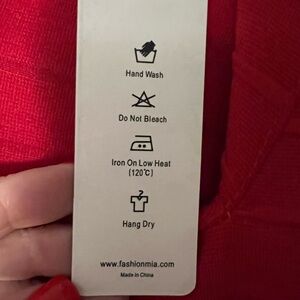 Hand Wash
Do Not Bleach
Iron On Low Heat
(120℃)
Hang Dry
www.fashionmia.com
Made in China